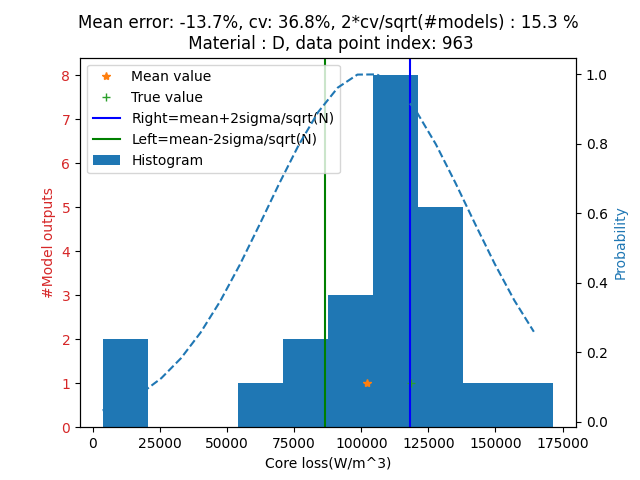 Mean error: -13.7%, cv: 36.8%, 2*cv/sqrt(#models) : 15.3 %
Material : D, data point index: 963
Mean value
True value
Right=mean+2sigma/sqrt(N)
Left=mean-2sigma/sqrt(N)
Histogram
#Model outputs
8
7
6
5
4
3
2
1
0
Probability
1.0
0.8
0.6
0.4
0.2
0.0
0 25000 50000 75000 100000 125000 150000 175000
Core loss(W/m^3)